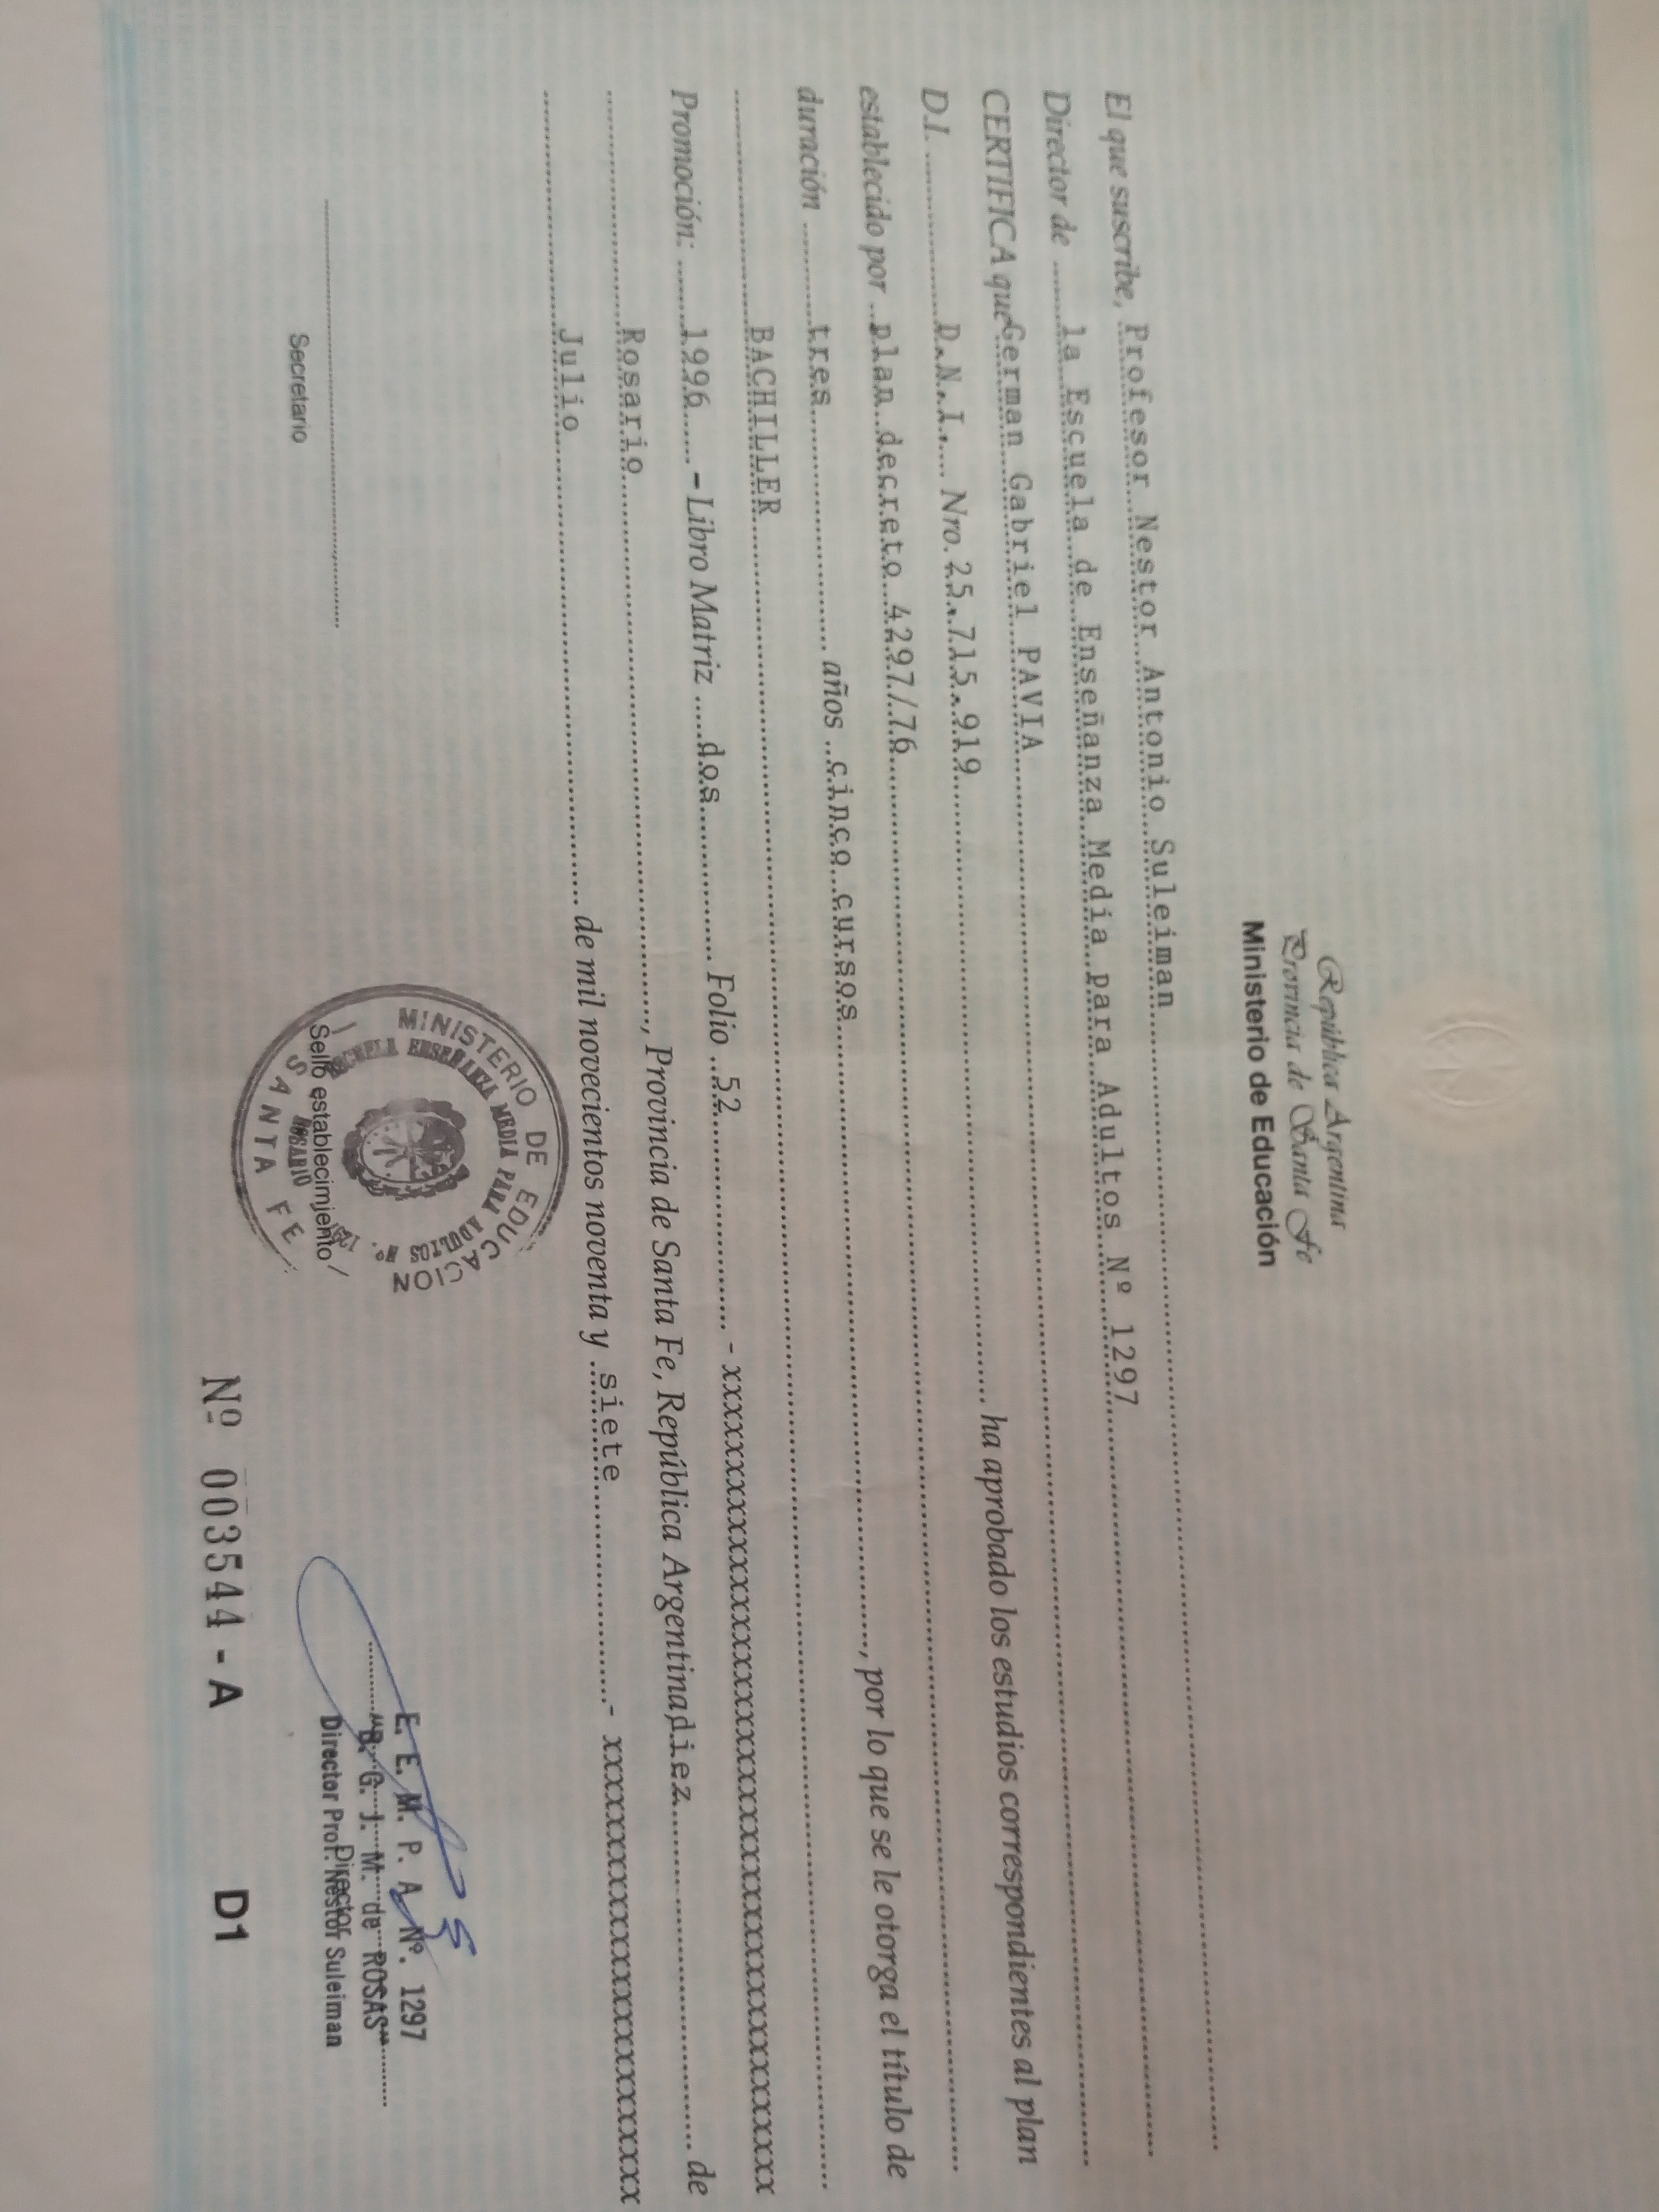 República Argentina
Provincia de Santa Fe
Ministerio de Educación
El que suscribe, Profesor Nestor Antonio Suleiman
Director de la Escuela de Enseñanza Media para Adultos Nº 1297
CERTIFICA que German Gabriel PAVIA
D.I. D.N.I. Nro. 25.715.919 ha aprobado los estudios correspondientes al plan
establecido por plan decreto 4297/76
duración tres años cinco cursos, por lo que se le otorga el título de
BACHILLER
Promoción: 1996 - Libro Matriz dos Folio 52 - xxxxxxxxxxxxxxxxxxxxxxxxxxxxxxxxxxxxxxxx
Rosario, Provincia de Santa Fe, República Argentina, diez de
Julio de mil novecientos noventa y siete - xxxxxxxxxxxxxxxxxxxxxxxx
Secretario
MINISTERIO DE EDUCACION
ESCUELA ENSEÑANZA MEDIA PARA ADULTOS Nº. 1297
ROSARIO
SANTA FE
Sello establecimiento
E. E. M. P. A. Nº. 1297
"B. G. J. M. de ROSAS"
Director
Director Prof. Nestor Suleiman
Nº 003544 - A
D1